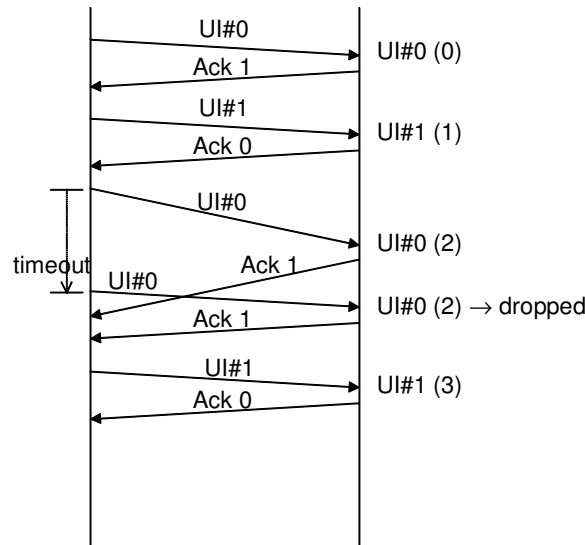 UI#0
UI#0 (0)
Ack 1
UI#1
UI#1 (1)
Ack 0
UI#0
UI#0 (2)
Ack 1
timeout
UI#0
UI#0 (2) → dropped
Ack 1
UI#1
UI#1 (3)
Ack 0